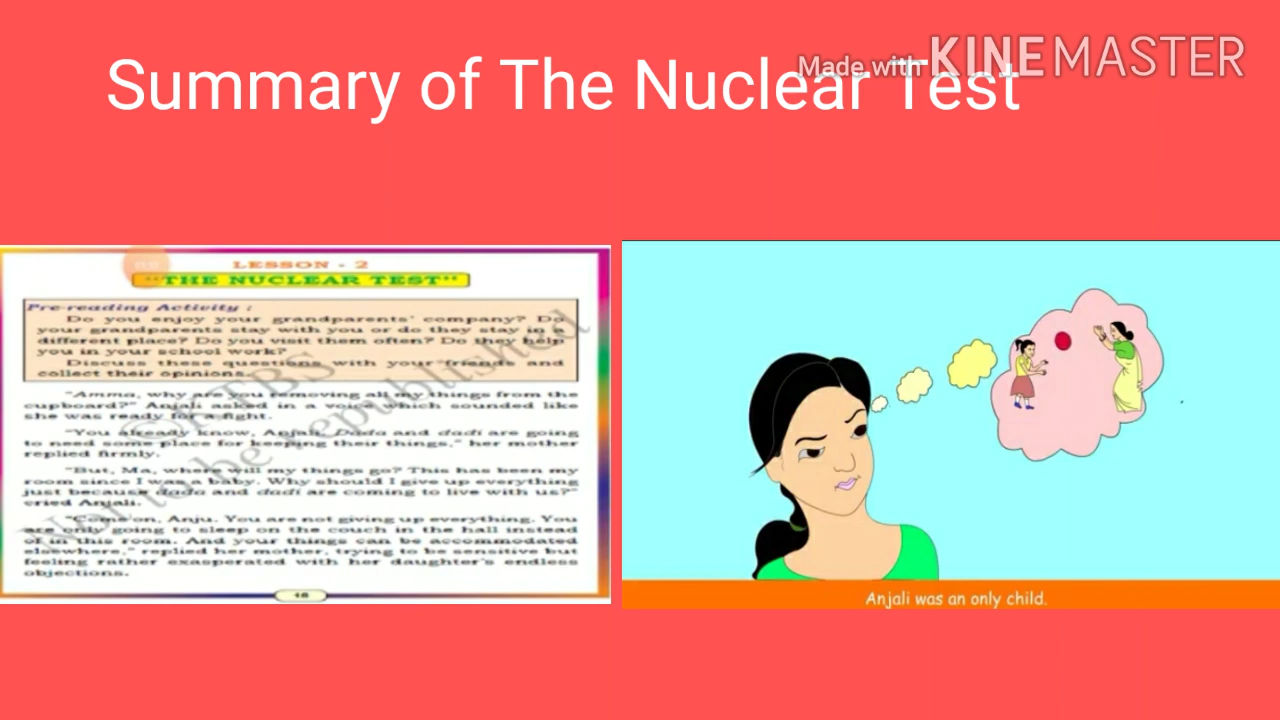 Made with KINEMASTER
Summary of The Nuclear Test
LESSON - 2
"THE NUCLEAR TEST"
Pre-reading Activity :
Do you enjoy your grandparents' company? Do
your grandparents stay with you or do they stay in a
different place? Do you visit them often? Do they help
you in your school work?
Discuss these questions with your friends and
collect their opinions.
"Amma, why are you removing all my things from the
cupboard?" Anjali asked in a voice which sounded like
she was ready for a fight.
"You already know, Anjali. Dada and dadi are going
to need some place for keeping their things," her mother
replied firmly.
"But, Ma, where will my things go? This has been my
room since I was a baby. Why should I give up everything
just because dada and dadi are coming to live with us?"
cried Anjali.
"Come on, Anju. You are not giving up everything. You
are only going to sleep on the couch in the hall instead
of in this room. And your things can be accommodated
elsewhere," replied her mother, trying to be sensitive but
feeling rather exasperated with her daughter's endless
objections.
©KTBS
Not to be republished
Anjali was an only child.